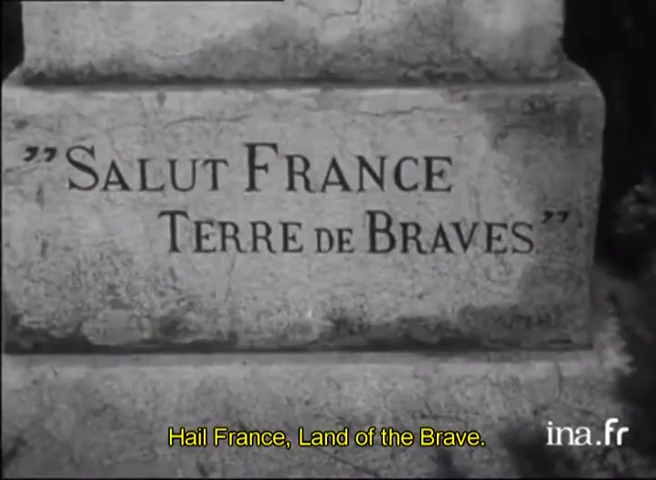 ”SALUT FRANCE
TERRE DE BRAVES”
Hail France, Land of the Brave.
ina.fr